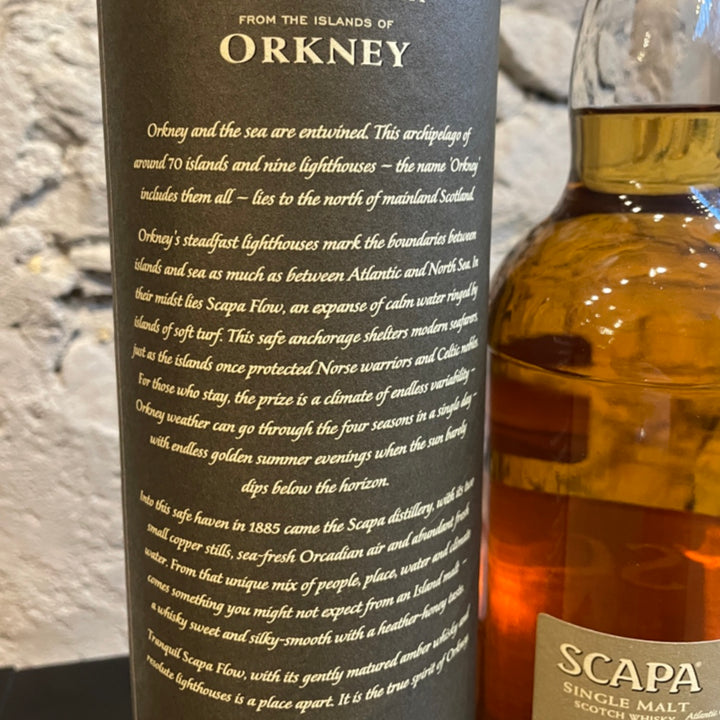 FROM THE ISLANDS OF
ORKNEY
Orkney and the sea are entwined. This archipelago of
around 70 islands and nine lighthouses – the name 'Orkney'
includes them all – lies to the north of mainland Scotland.
Orkney's steadfast lighthouses mark the boundaries between
islands and sea as much as between Atlantic and North Sea. In
their midst lies Scapa Flow, an expanse of calm water ringed by
islands of soft turf. This safe anchorage shelters modern seafarers,
just as the islands once protected Norse warriors and Celtic nobles.
For those who stay, the prize is a climate of endless variability –
Orkney weather can go through the four seasons in a single day –
with endless golden summer evenings when the sun barely
dips below the horizon.
Into this safe haven in 1885 came the Scapa distillery, with its two
small copper stills, sea-fresh Orcadian air and abundant fresh
water. From that unique mix of people, place, water and climate
comes something you might not expect from an Island malt –
a whisky sweet and silky-smooth with a heather-honey taste.
Tranquil Scapa Flow, with its gently matured amber whisky and
resolute lighthouses is a place apart. It is the true spirit of Orkney.
SCAPA®
SINGLE MALT
SCOTCH WHISKY
Atlantic